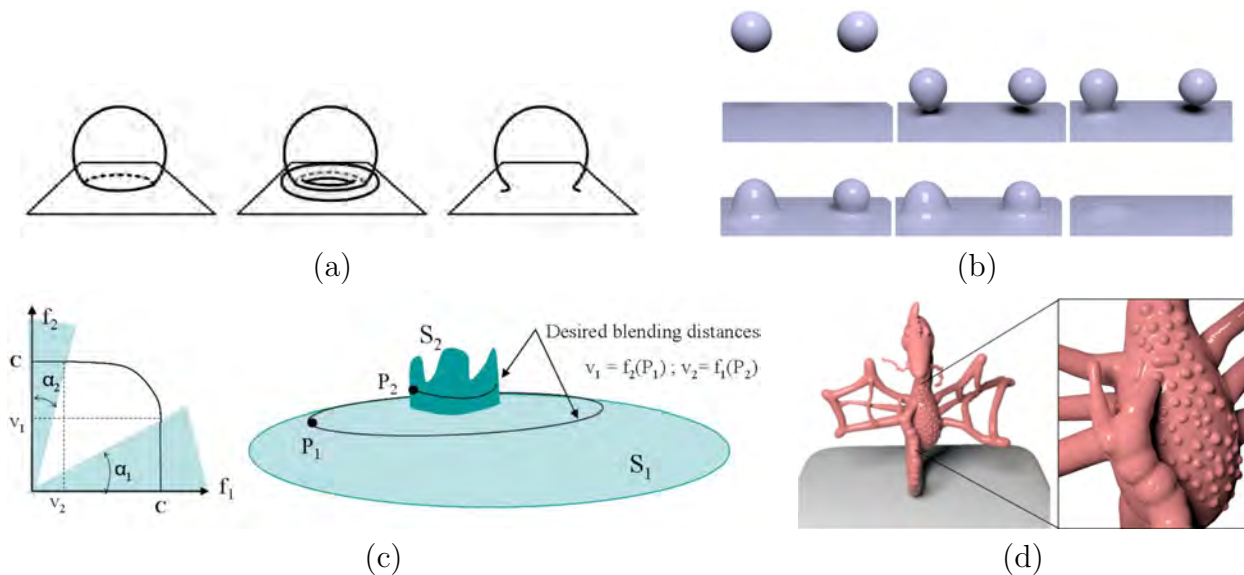 (a)
(b)
f₂
c
α₂
v₁
α₁
v₂
c
f₁
S₂
P₂
P₁
S₁
Desired blending distances
v₁ = f₂(P₁) ; v₂= f₁(P₂)
(c)
(d)